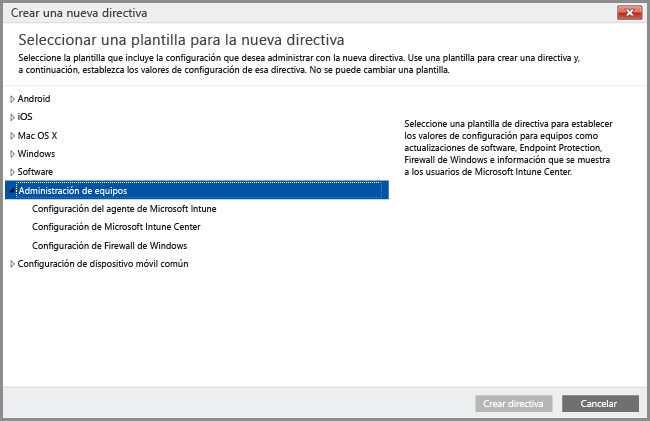 Crear una nueva directiva
Seleccionar una plantilla para la nueva directiva
Seleccione la plantilla que incluye la configuración que desea administrar con la nueva directiva. Use una plantilla para crear una directiva y,
a continuación, establezca los valores de configuración de esa directiva. No se puede cambiar una plantilla.
Android
iOS
Mac OS X
Windows
Software
Administración de equipos
Configuración del agente de Microsoft Intune
Configuración de Microsoft Intune Center
Configuración de Firewall de Windows
Configuración de dispositivo móvil común
Seleccione una plantilla de directiva para establecer
los valores de configuración para equipos como
actualizaciones de software, Endpoint Protection,
Firewall de Windows e información que se muestra
a los usuarios de Microsoft Intune Center.
Crear directiva
Cancelar